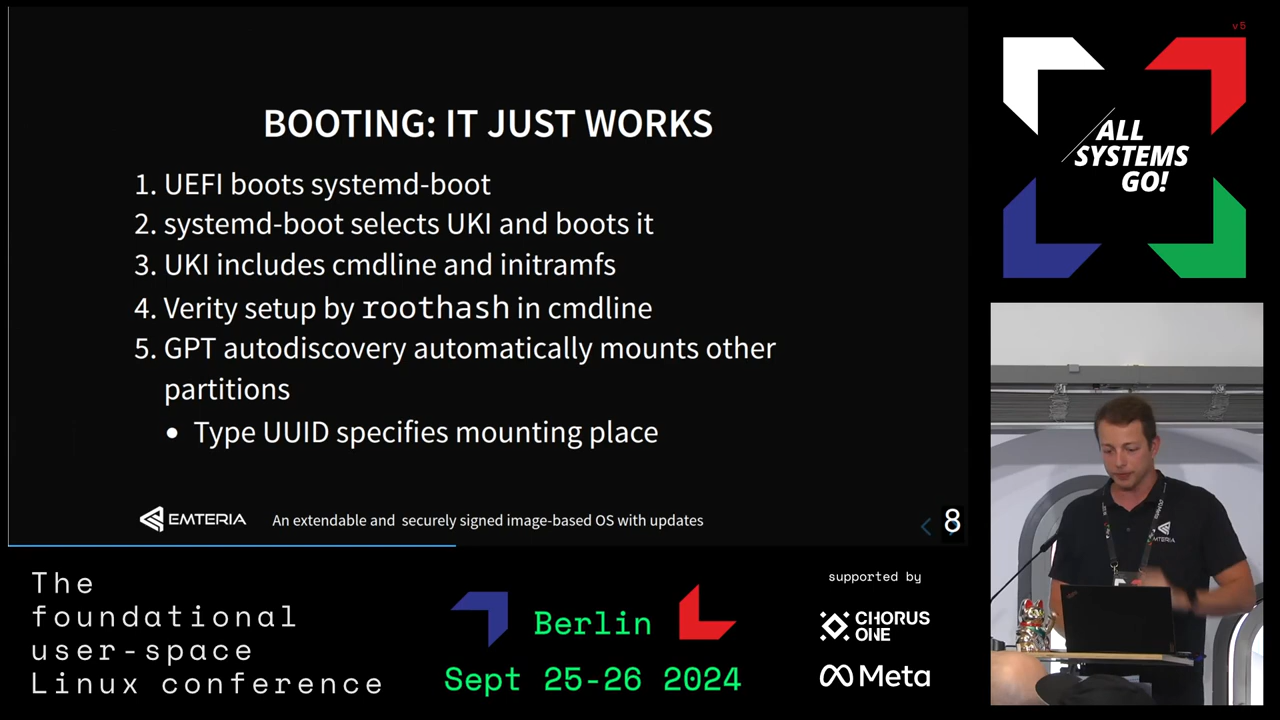 BOOTING: IT JUST WORKS
1. UEFI boots systemd-boot
2. systemd-boot selects UKI and boots it
3. UKI includes cmdline and initramfs
4. Verity setup by roothash in cmdline
5. GPT autodiscovery automatically mounts other
partitions
• Type UUID specifies mounting place
EMTERIA
An extendable and securely signed image-based OS with updates
8
v5
ALL
SYSTEMS
GO!
EMTERIA
The
foundational
user-space
Linux conference
Berlin
Sept 25-26 2024
supported by
CHORUS
ONE
Meta